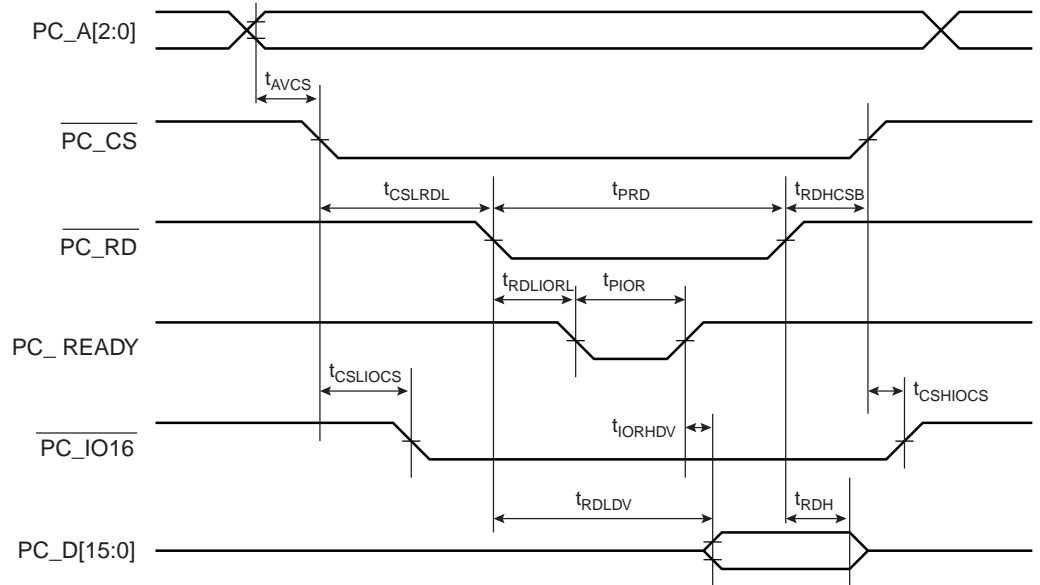 PC_A[2:0]
tAVCS
PC_CS
tCSLRDL
tPRD
tRDHCSB
PC_RD
tRDLIORL
tPIOR
PC_ READY
tCSLIOCS
tCSHIOCS
tIORHDV
PC_IO16
tRDLDV
tRDH
PC_D[15:0]